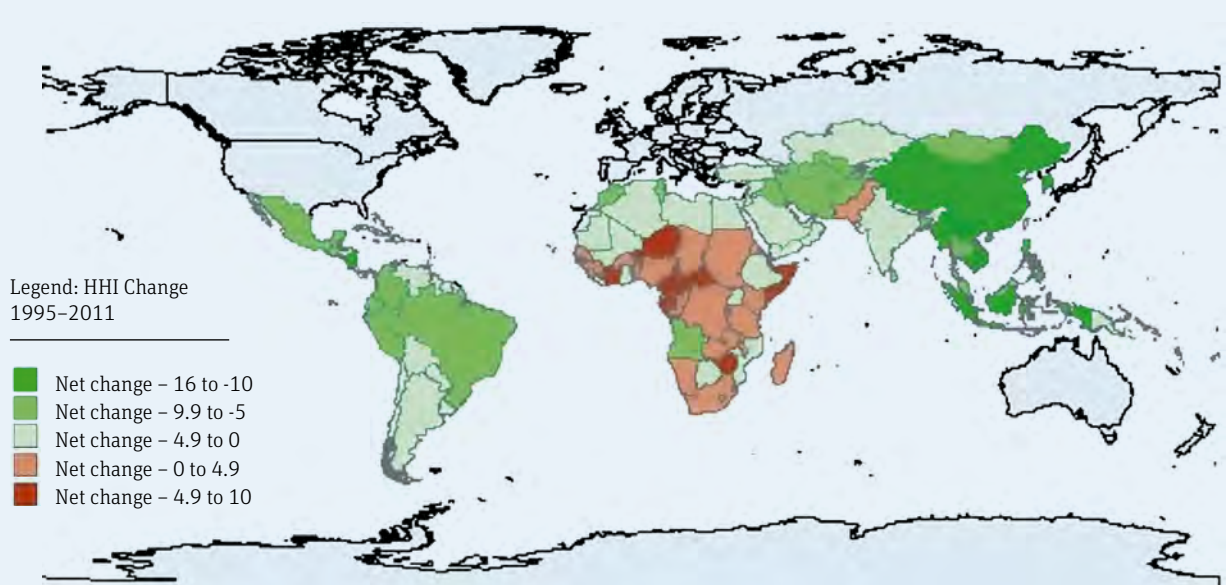 Legend: HHI Change
1995–2011
Net change – 16 to -10
Net change – 9.9 to -5
Net change – 4.9 to 0
Net change – 0 to 4.9
Net change – 4.9 to 10